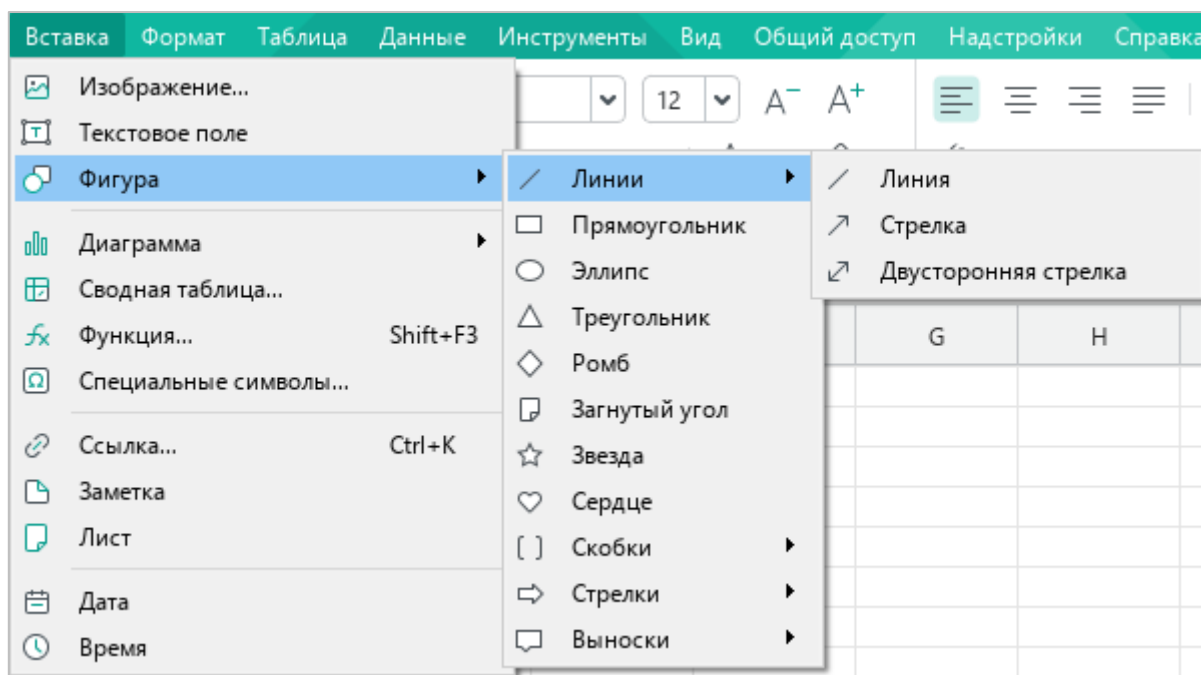 Вставка Формат Таблица Данные Инструменты Вид Общий доступ Надстройки Справка
Изображение...
12 A− A+
Текстовое поле
Фигура
Линии
Линия
Прямоугольник
Стрелка
Диаграмма
Эллипс
Двусторонняя стрелка
Сводная таблица...
Треугольник
Функция... Shift+F3
G H
Ромб
Специальные символы...
Загнутый угол
Ссылка... Ctrl+K
Звезда
Заметка
Сердце
Лист
Скобки
Дата
Стрелки
Время
Выноски